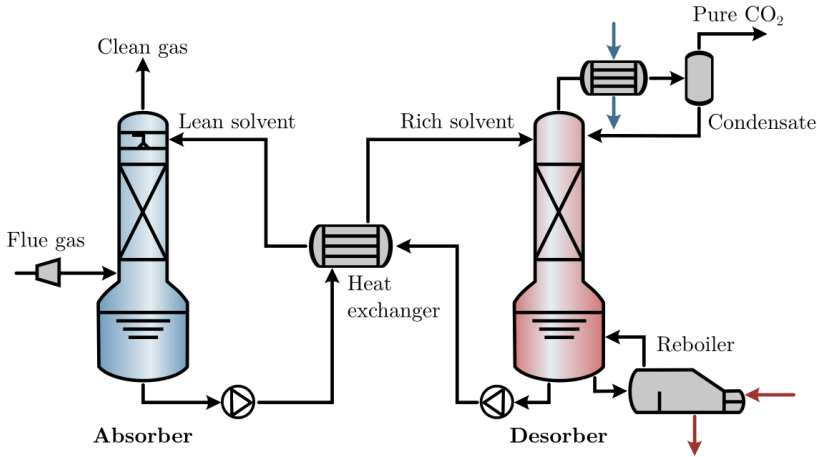 Pure CO₂
Clean gas
Lean solvent
Rich solvent
Condensate
Flue gas
Heat
exchanger
Reboiler
Absorber
Desorber